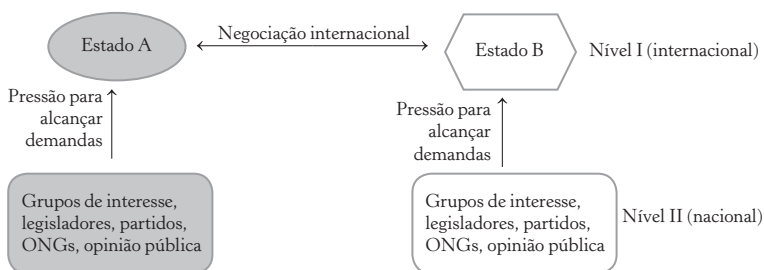 Estado A
Negociação internacional
Estado B
Nível I (internacional)
Pressão para
alcançar
demandas
Pressão para
alcançar
demandas
Grupos de interesse,
legisladores, partidos,
ONGs, opinião pública
Grupos de interesse,
legisladores, partidos,
ONGs, opinião pública
Nível II (nacional)